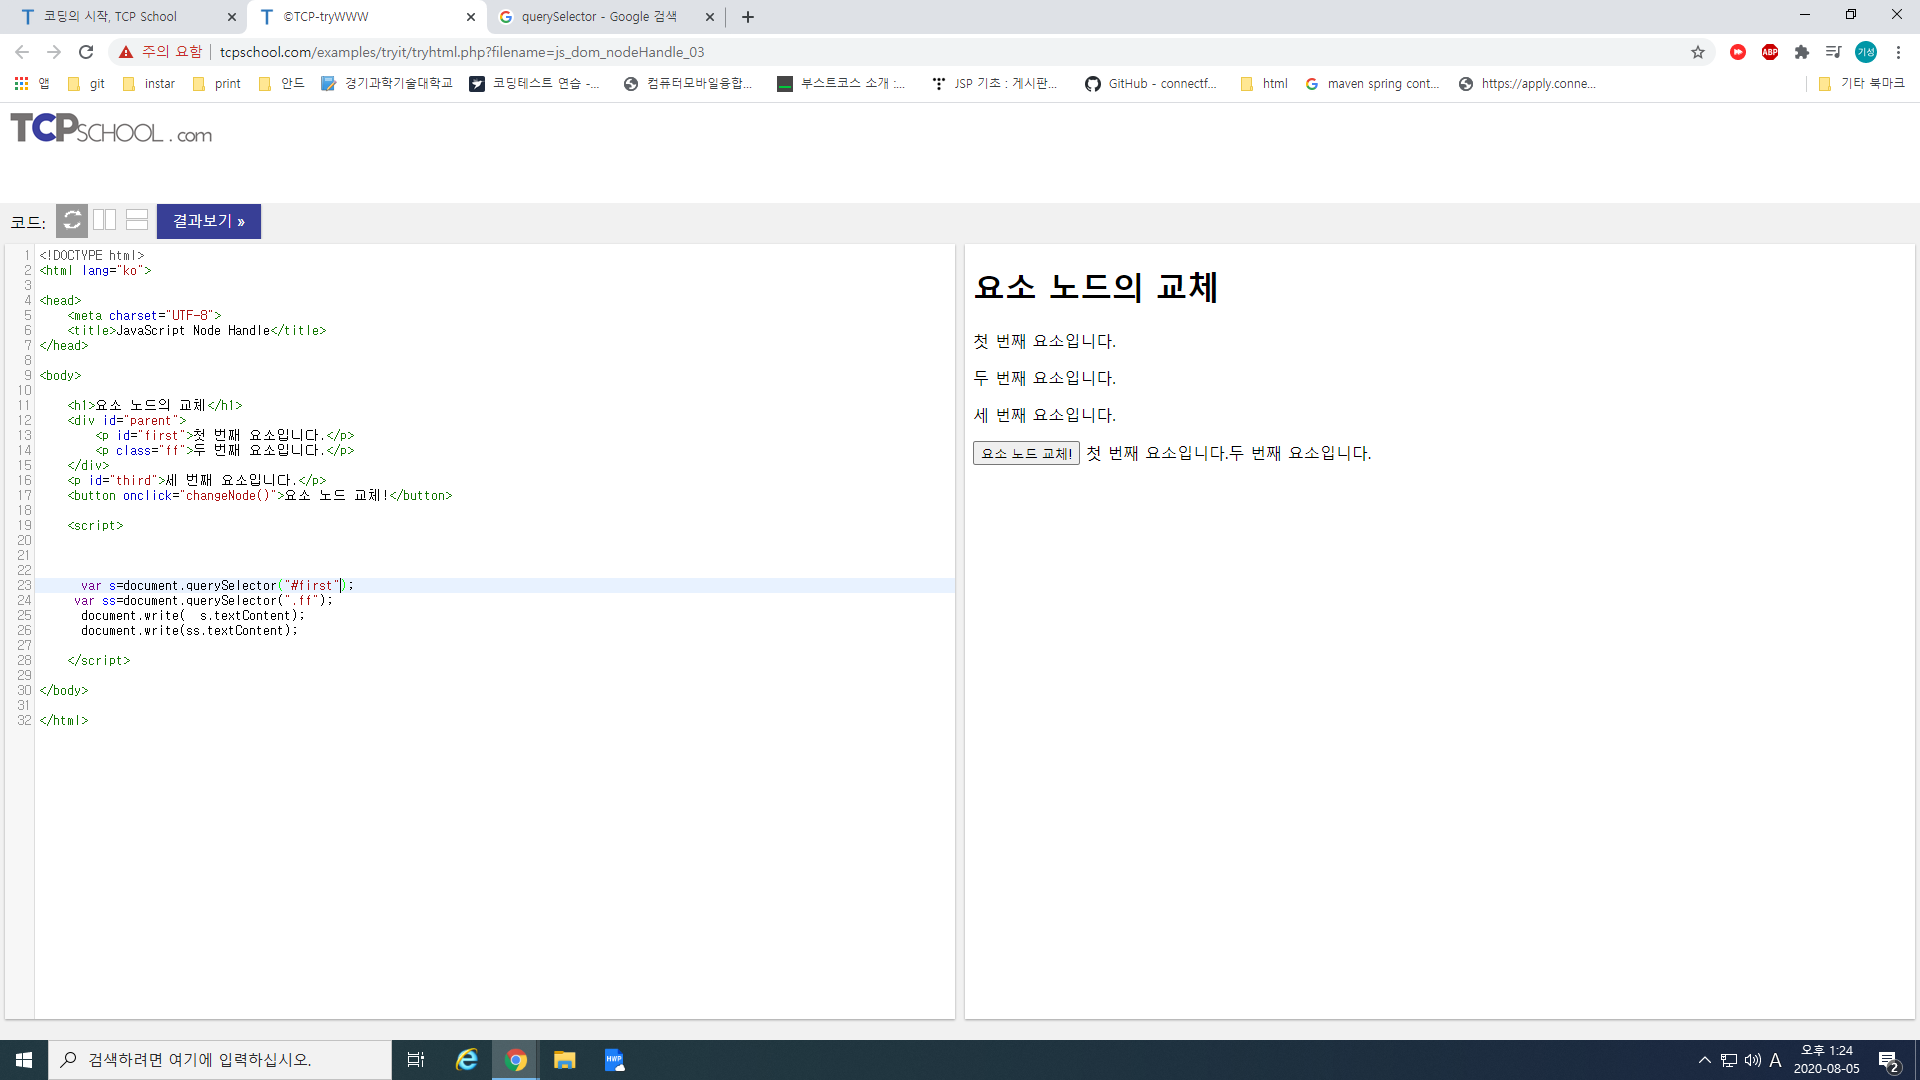 코딩의 시작, TCP School
©TCP-tryWWW
querySelector - Google 검색
주의 요함
tcpschool.com/examples/tryit/tryhtml.php?filename=js_dom_nodeHandle_03
ABP
기성
앱
git
instar
print
안드
경기과학기술대학교
코딩테스트 연습 -...
컴퓨터모바일융합...
부스트코스 소개 :...
JSP 기초 : 게시판...
GitHub - connectf...
html
maven spring cont...
https://apply.conne...
기타 북마크
TCPSCHOOL.com
코드:
결과보기 »
1 <!DOCTYPE html>
2 <html lang="ko">
3
4 <head>
5 <meta charset="UTF-8">
6 <title>JavaScript Node Handle</title>
7 </head>
8
9 <body>
10
11 <h1>요소 노드의 교체</h1>
12 <div id="parent">
13 <p id="first">첫 번째 요소입니다.</p>
14 <p class="ff">두 번째 요소입니다.</p>
15 </div>
16 <p id="third">세 번째 요소입니다.</p>
17 <button onclick="changeNode()">요소 노드 교체!</button>
18
19 <script>
20
21
22
23 var s=document.querySelector("#first");
24 var ss=document.querySelector(".ff");
25 document.write(  s.textContent);
26 document.write(ss.textContent);
27
28 </script>
29
30 </body>
31
32 </html>
요소 노드의 교체
첫 번째 요소입니다.
두 번째 요소입니다.
세 번째 요소입니다.
요소 노드 교체! 첫 번째 요소입니다.두 번째 요소입니다.
검색하려면 여기에 입력하십시오.
HWP
A
오후 1:24
2020-08-05
2